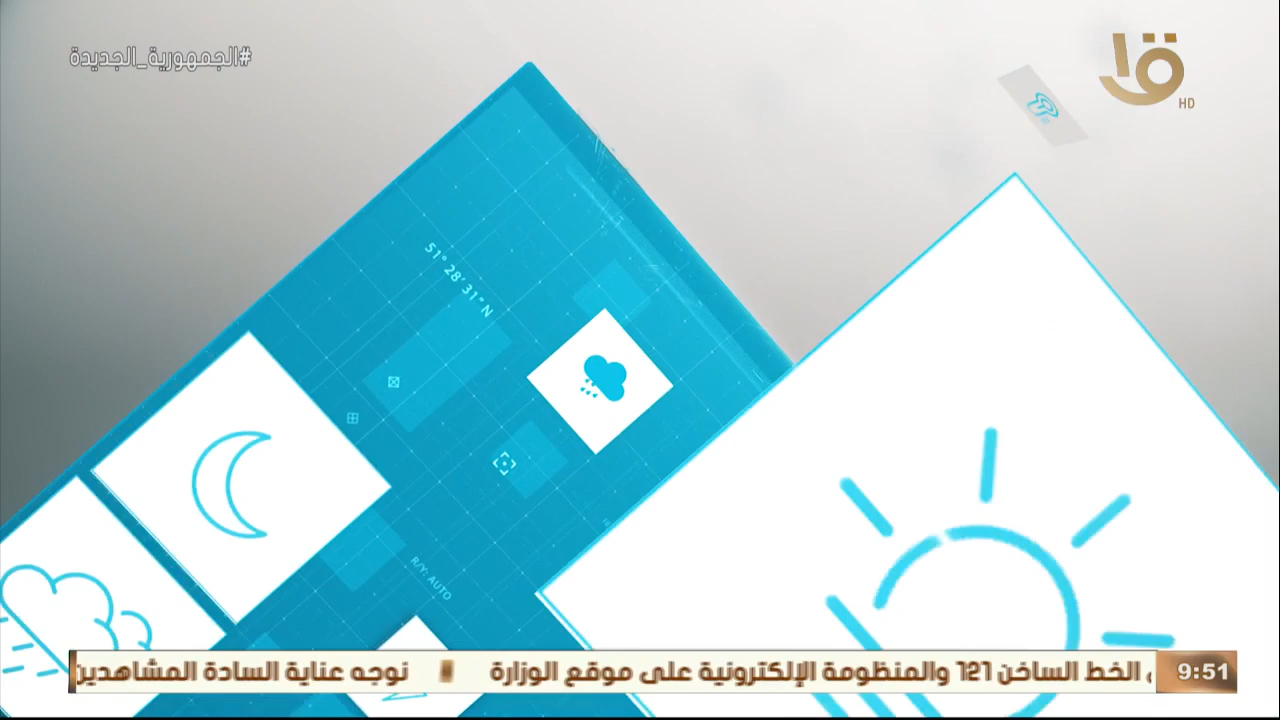 #الجمهورية_الجديدة
HD
51° 28' 31" N
R/Y: AUTO
الخط الساخن 121 والمنظومة الإلكترونية على موقع الوزارة
نوجه عناية السادة المشاهدين
9:51